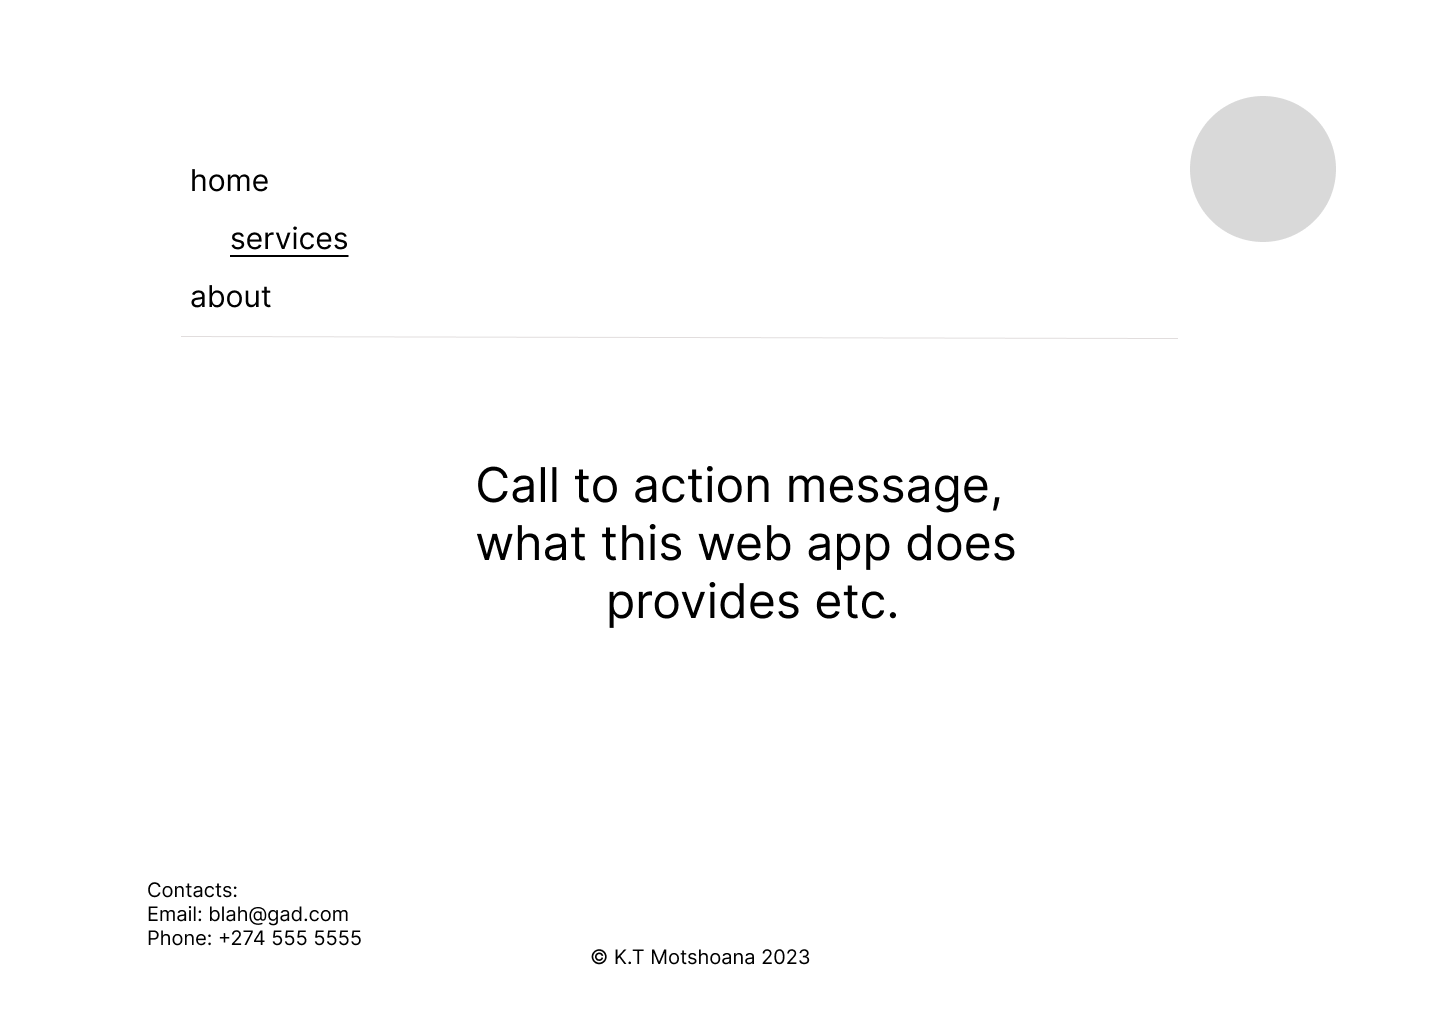 home
services
about
Call to action message,
what this web app does
provides etc.
Contacts:
Email: blah@gad.com
Phone: +274 555 5555
© K.T Motshoana 2023